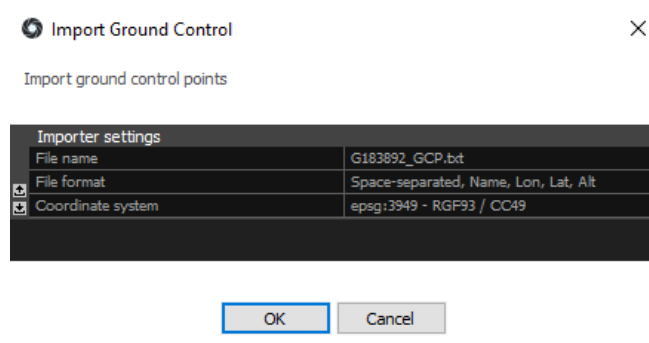 Import Ground Control
Import ground control points
Importer settings
File name G183892_GCP.txt
File format Space-separated, Name, Lon, Lat, Alt
Coordinate system epsg:3949 - RGF93 / CC49
OK Cancel